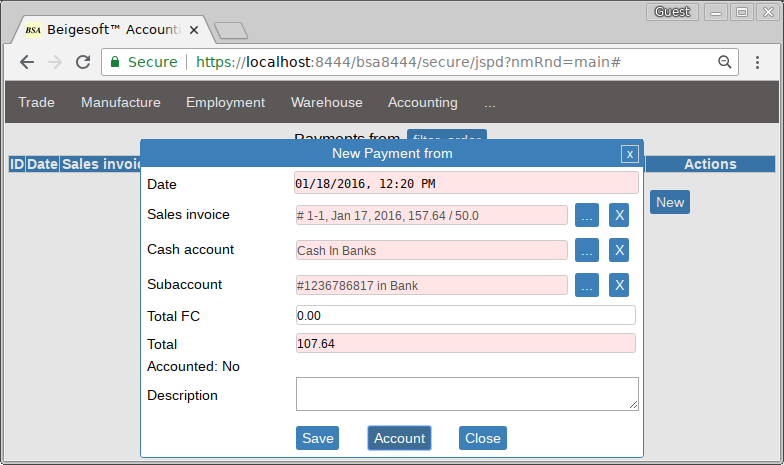 Guest
BSA Beigesoft™ Accounti
Secure https://localhost:8444/bsa8444/secure/jspd?nmRnd=main#
Trade Manufacture Employment Warehouse Accounting ...
Payments from filter, order
New Payment from x
ID Date Sales invoi Actions
Date 01/18/2016, 12:20 PM
New
Sales invoice # 1-1, Jan 17, 2016, 157.64 / 50.0 ... X
Cash account Cash In Banks ... X
Subaccount #1236786817 in Bank ... X
Total FC 0.00
Total 107.64
Accounted: No
Description
Save Account Close